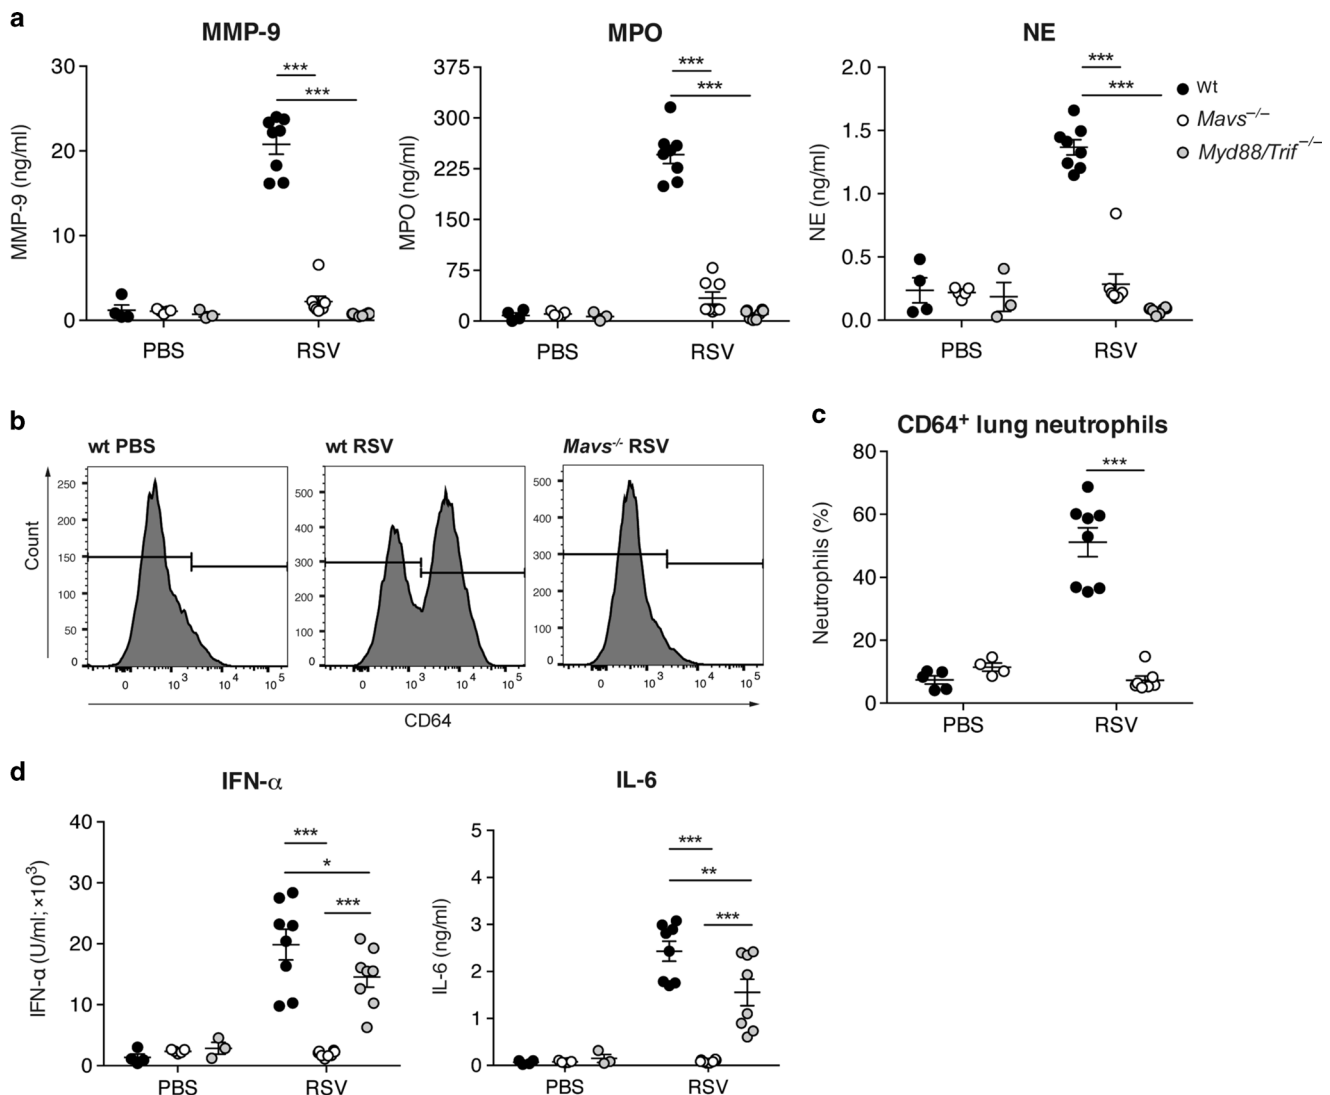 a
MMP-9
MPO
NE
MMP-9 (ng/ml)
30
20
10
0
***
***
PBS
RSV
MPO (ng/ml)
375
300
225
150
75
0
***
***
PBS
RSV
NE (ng/ml)
2.0
1.5
1.0
0.5
0.0
***
***
PBS
RSV
wt
Mavs−/−
Myd88/Trif−/−
b
wt PBS
wt RSV
Mavs-/- RSV
Count
250
200
150
100
50
0
0 10³ 10⁴ 10⁵
500
400
300
200
100
0
0 10³ 10⁴ 10⁵
500
400
300
200
100
0
0 10³ 10⁴ 10⁵
CD64
c
CD64⁺ lung neutrophils
Neutrophils (%)
80
60
40
20
0
***
PBS
RSV
d
IFN-α
IL-6
IFN-α (U/ml; ×10³)
40
30
20
10
0
***
*
***
PBS
RSV
IL-6 (ng/ml)
5
4
3
2
1
0
***
**
***
PBS
RSV